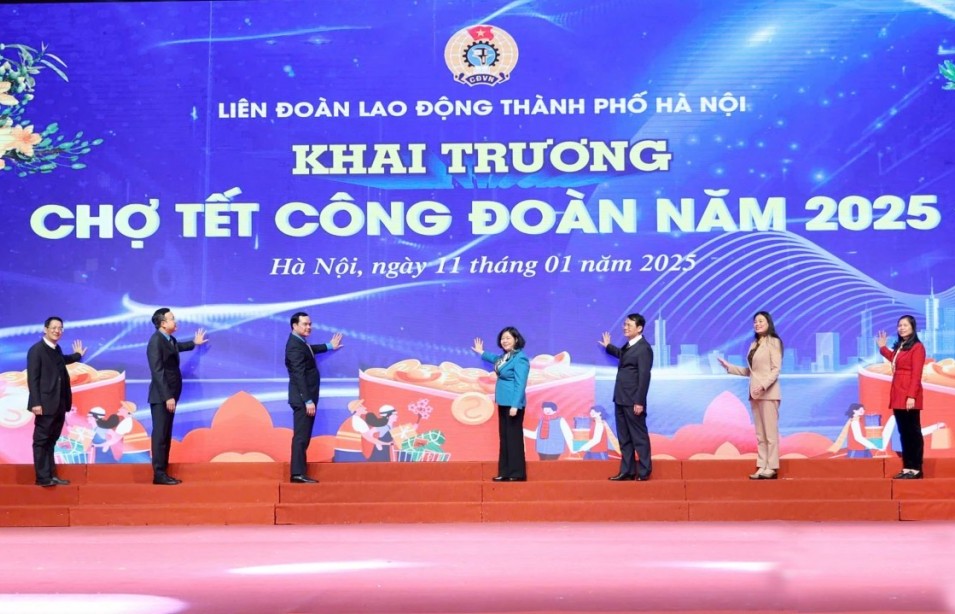 CĐVN
LIÊN ĐOÀN LAO ĐỘNG THÀNH PHỐ HÀ NỘI
KHAI TRƯƠNG
CHỢ TẾT CÔNG ĐOÀN NĂM 2025
Hà Nội, ngày 11 tháng 01 năm 2025